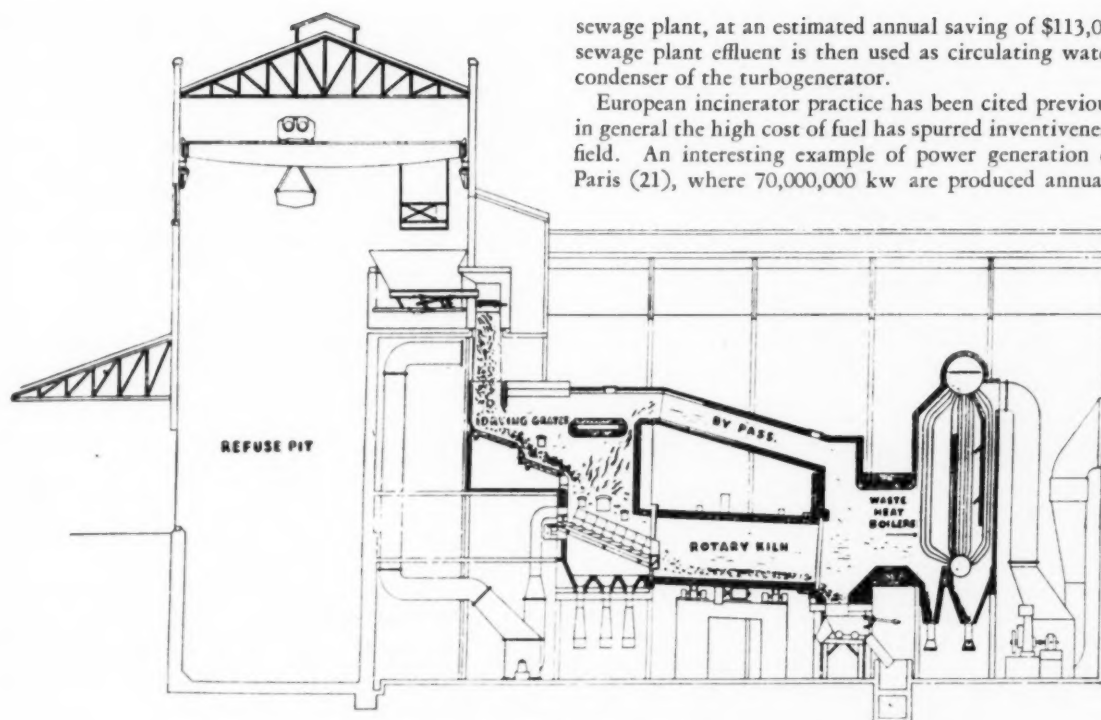 sewage plant, at an estimated annual saving of $113,0
sewage plant effluent is then used as circulating wate
condenser of the turbogenerator.
European incinerator practice has been cited previou
in general the high cost of fuel has spurred inventivene
field. An interesting example of power generation
Paris (21), where 70,000,000 kw are produced annua
GRATES
BY PASS.
REFUSE PIT
WASTE
HEAT
BOILERS
ROTARY KILN